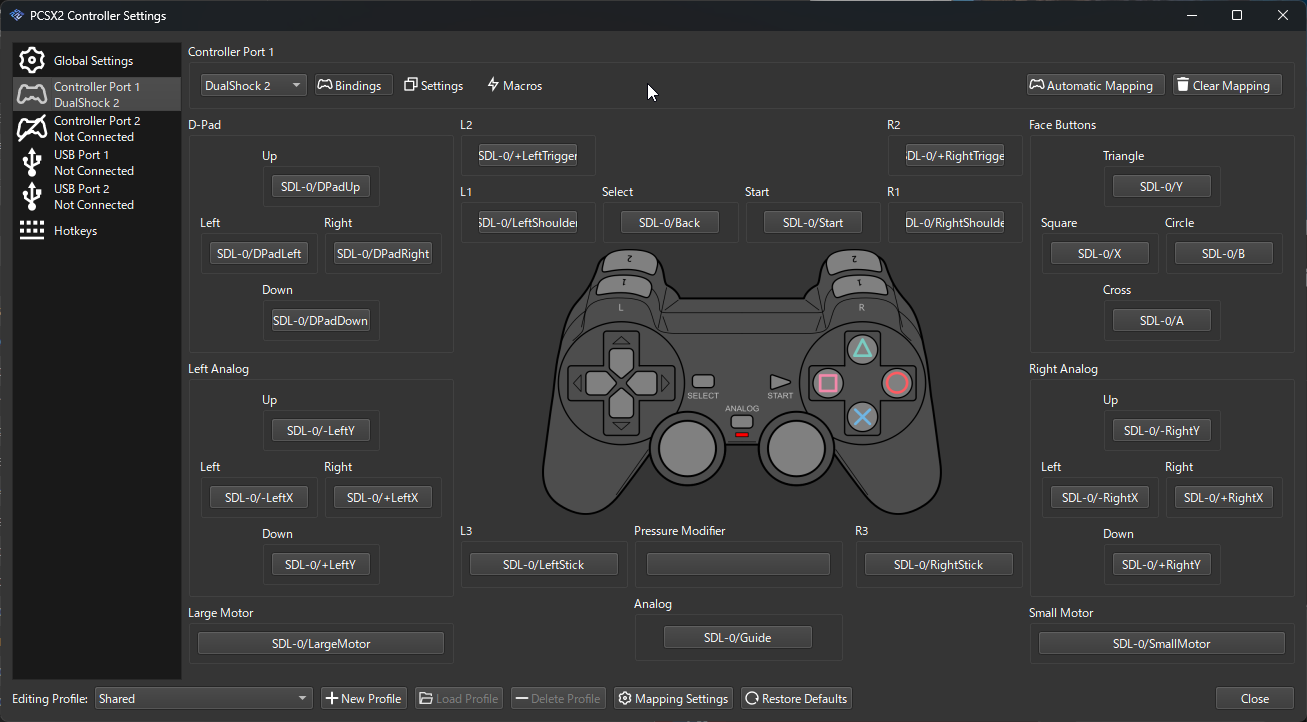 PCSX2 Controller Settings
Global Settings
Controller Port 1
DualShock 2
Controller Port 2
Not Connected
USB Port 1
Not Connected
USB Port 2
Not Connected
Hotkeys
Controller Port 1
DualShock 2 Bindings Settings Macros Automatic Mapping Clear Mapping
D-Pad
Up
SDL-0/DPadUp
Left Right
SDL-0/DPadLeft SDL-0/DPadRight
Down
SDL-0/DPadDown
L2
SDL-0/+LeftTrigger
L1
SDL-0/LeftShoulder
Select
SDL-0/Back
Start
SDL-0/Start
R2
DL-0/+RightTrigge
R1
DL-0/RightShoulde
Face Buttons
Triangle
SDL-0/Y
Square Circle
SDL-0/X SDL-0/B
Cross
SDL-0/A
2
1
L
2
1
R
SELECT
START
ANALOG
Left Analog
Up
SDL-0/-LeftY
Left Right
SDL-0/-LeftX SDL-0/+LeftX
Down
SDL-0/+LeftY
Right Analog
Up
SDL-0/-RightY
Left Right
SDL-0/-RightX SDL-0/+RightX
Down
SDL-0/+RightY
L3
SDL-0/LeftStick
Pressure Modifier
R3
SDL-0/RightStick
Large Motor
SDL-0/LargeMotor
Analog
SDL-0/Guide
Small Motor
SDL-0/SmallMotor
Editing Profile: Shared New Profile Load Profile Delete Profile Mapping Settings Restore Defaults Close